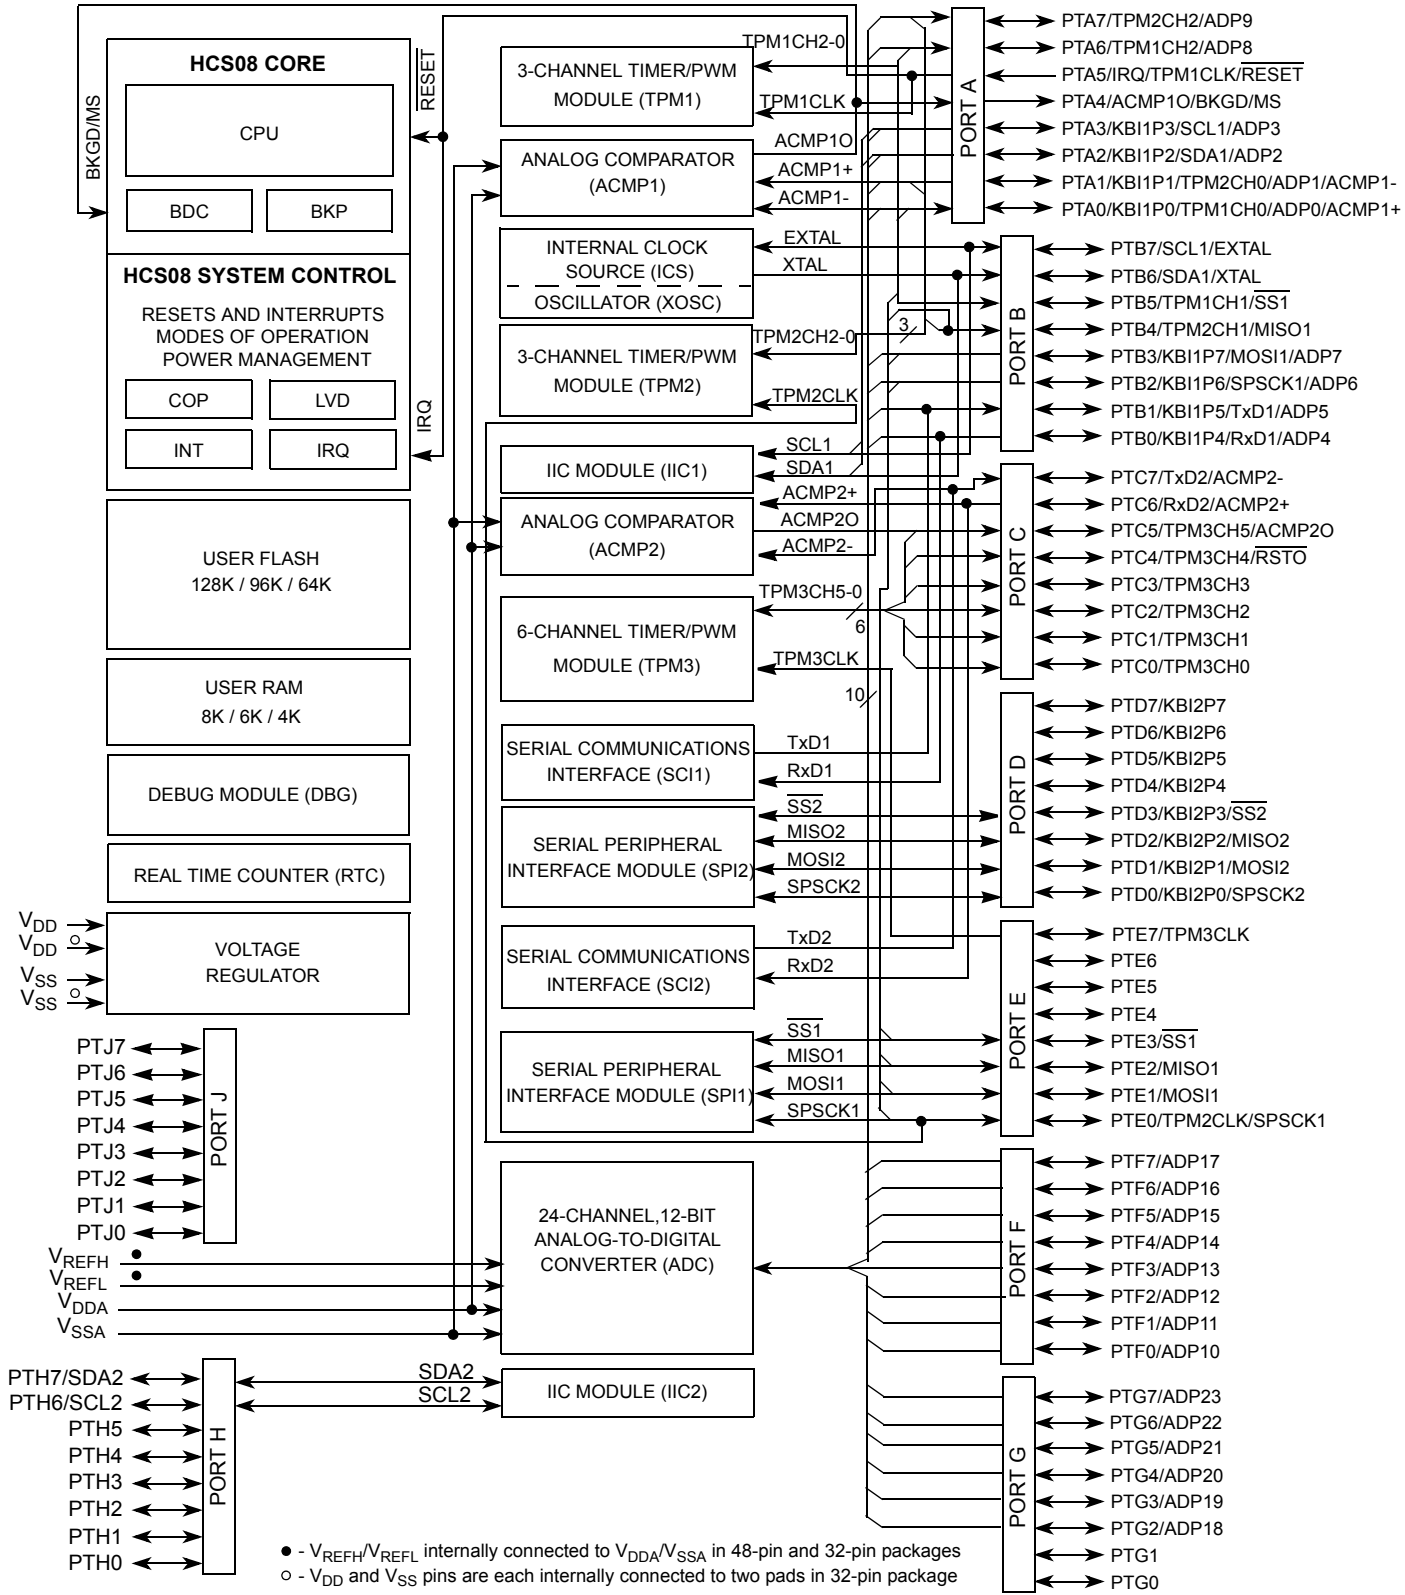 HCS08 CORE
CPU
BDC
BKP
BKGD/MS
RESET
HCS08 SYSTEM CONTROL
RESETS AND INTERRUPTS
MODES OF OPERATION
POWER MANAGEMENT
COP
LVD
INT
IRQ
IRQ
USER FLASH
128K / 96K / 64K
USER RAM
8K / 6K / 4K
DEBUG MODULE (DBG)
REAL TIME COUNTER (RTC)
VOLTAGE
REGULATOR
VDD
VDD
VSS
VSS
PORT J
PTJ7
PTJ6
PTJ5
PTJ4
PTJ3
PTJ2
PTJ1
PTJ0
VREFH
VREFL
VDDA
VSSA
PORT H
PTH7/SDA2
PTH6/SCL2
PTH5
PTH4
PTH3
PTH2
PTH1
PTH0
3-CHANNEL TIMER/PWM
MODULE (TPM1)
TPM1CH2-0
TPM1CLK
ANALOG COMPARATOR
(ACMP1)
ACMP1O
ACMP1+
ACMP1-
INTERNAL CLOCK
SOURCE (ICS)
OSCILLATOR (XOSC)
EXTAL
XTAL
3-CHANNEL TIMER/PWM
MODULE (TPM2)
TPM2CH2-0
3
TPM2CLK
IIC MODULE (IIC1)
SCL1
SDA1
ANALOG COMPARATOR
(ACMP2)
ACMP2+
ACMP2O
ACMP2-
6-CHANNEL TIMER/PWM
MODULE (TPM3)
TPM3CH5-0
6
TPM3CLK
10
SERIAL COMMUNICATIONS
INTERFACE (SCI1)
TxD1
RxD1
SERIAL PERIPHERAL
INTERFACE MODULE (SPI2)
SS2
MISO2
MOSI2
SPSCK2
SERIAL COMMUNICATIONS
INTERFACE (SCI2)
TxD2
RxD2
SERIAL PERIPHERAL
INTERFACE MODULE (SPI1)
SS1
MISO1
MOSI1
SPSCK1
24-CHANNEL,12-BIT
ANALOG-TO-DIGITAL
CONVERTER (ADC)
IIC MODULE (IIC2)
SDA2
SCL2
PORT A
PTA7/TPM2CH2/ADP9
PTA6/TPM1CH2/ADP8
PTA5/IRQ/TPM1CLK/RESET
PTA4/ACMP1O/BKGD/MS
PTA3/KBI1P3/SCL1/ADP3
PTA2/KBI1P2/SDA1/ADP2
PTA1/KBI1P1/TPM2CH0/ADP1/ACMP1-
PTA0/KBI1P0/TPM1CH0/ADP0/ACMP1+
PORT B
PTB7/SCL1/EXTAL
PTB6/SDA1/XTAL
PTB5/TPM1CH1/SS1
PTB4/TPM2CH1/MISO1
PTB3/KBI1P7/MOSI1/ADP7
PTB2/KBI1P6/SPSCK1/ADP6
PTB1/KBI1P5/TxD1/ADP5
PTB0/KBI1P4/RxD1/ADP4
PORT C
PTC7/TxD2/ACMP2-
PTC6/RxD2/ACMP2+
PTC5/TPM3CH5/ACMP2O
PTC4/TPM3CH4/RSTO
PTC3/TPM3CH3
PTC2/TPM3CH2
PTC1/TPM3CH1
PTC0/TPM3CH0
PORT D
PTD7/KBI2P7
PTD6/KBI2P6
PTD5/KBI2P5
PTD4/KBI2P4
PTD3/KBI2P3/SS2
PTD2/KBI2P2/MISO2
PTD1/KBI2P1/MOSI2
PTD0/KBI2P0/SPSCK2
PORT E
PTE7/TPM3CLK
PTE6
PTE5
PTE4
PTE3/SS1
PTE2/MISO1
PTE1/MOSI1
PTE0/TPM2CLK/SPSCK1
PORT F
PTF7/ADP17
PTF6/ADP16
PTF5/ADP15
PTF4/ADP14
PTF3/ADP13
PTF2/ADP12
PTF1/ADP11
PTF0/ADP10
PORT G
PTG7/ADP23
PTG6/ADP22
PTG5/ADP21
PTG4/ADP20
PTG3/ADP19
PTG2/ADP18
PTG1
PTG0
● - VREFH/VREFL internally connected to VDDA/VSSA in 48-pin and 32-pin packages
○ - VDD and VSS pins are each internally connected to two pads in 32-pin package